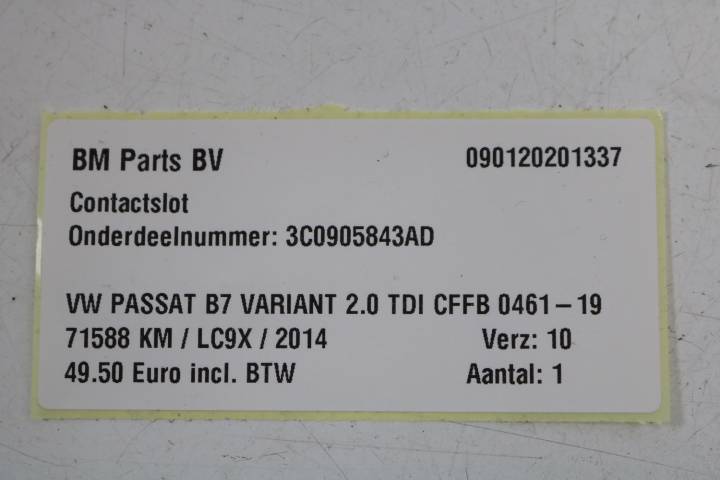 BM Parts BV 090120201337
Contactslot
Onderdeelnummer: 3C0905843AD
VW PASSAT B7 VARIANT 2.0 TDI CFFB 0461 – 19
71588 KM / LC9X / 2014 Verz: 10
49.50 Euro incl. BTW Aantal: 1